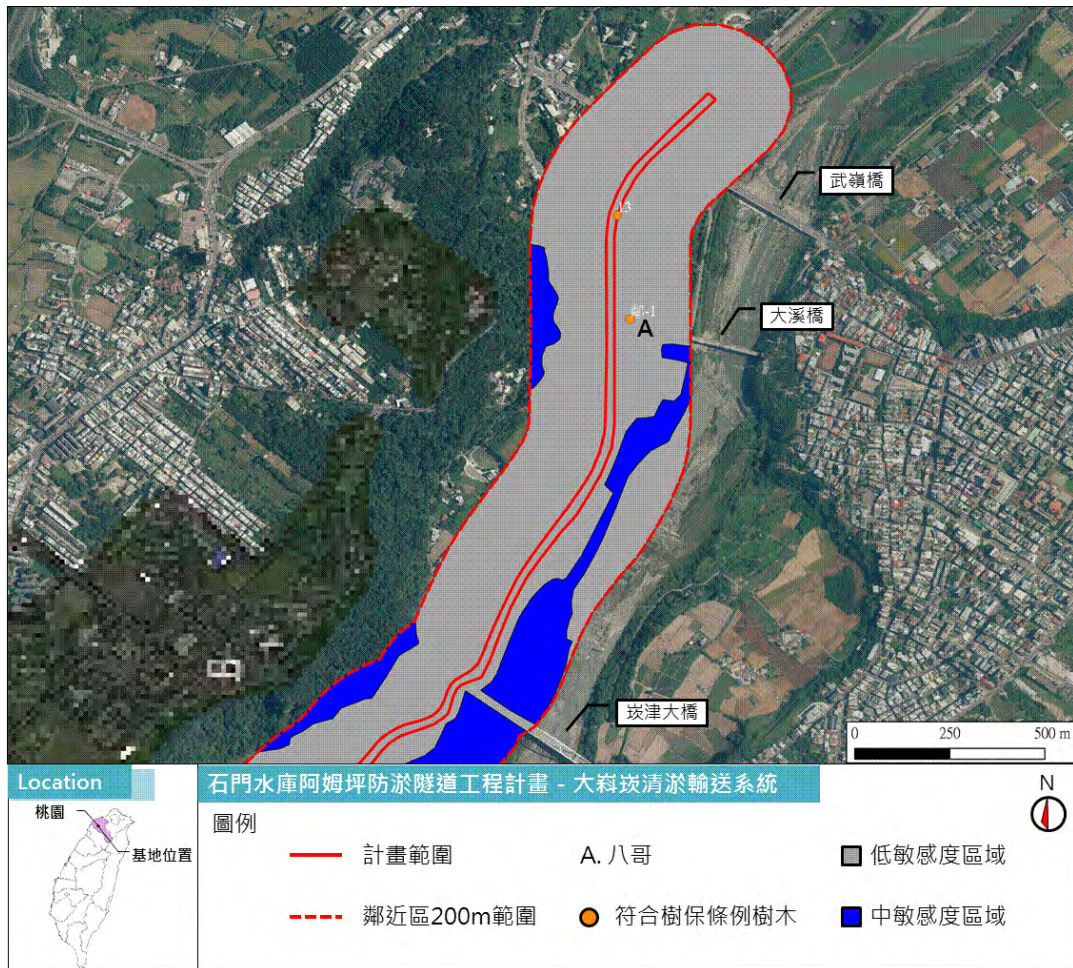 13
武嶺橋
大溪橋
鄰-1
A
崁津大橋
0 250 500 m
Location
石門水庫阿姆坪防淤隧道工程計畫 - 大嵙崁清淤輸送系統
N
桃園
基地位置
圖例
計畫範圍
A. 八哥
低敏感度區域
鄰近區200m範圍
符合樹保條例樹木
中敏感度區域